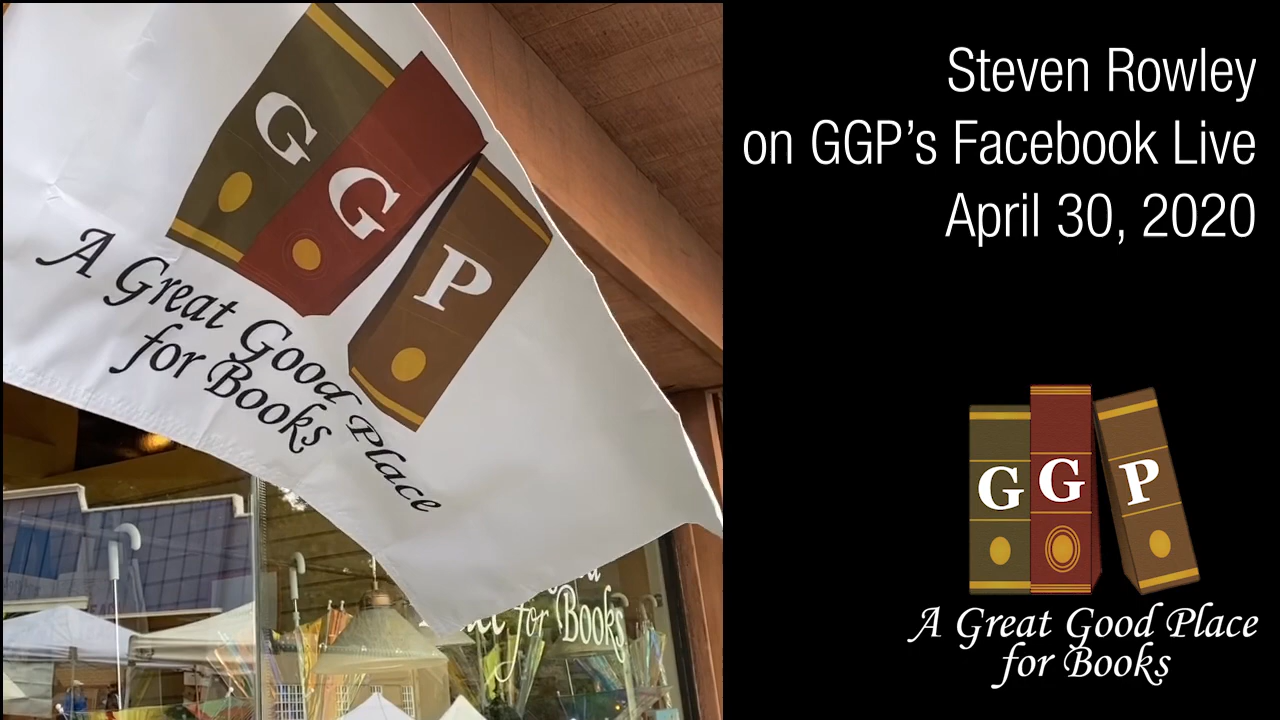 G
G
P
A Great Good Place
for Books
for Books
Steven Rowley
on GGP’s Facebook Live
April 30, 2020
G G P
A Great Good Place
for Books